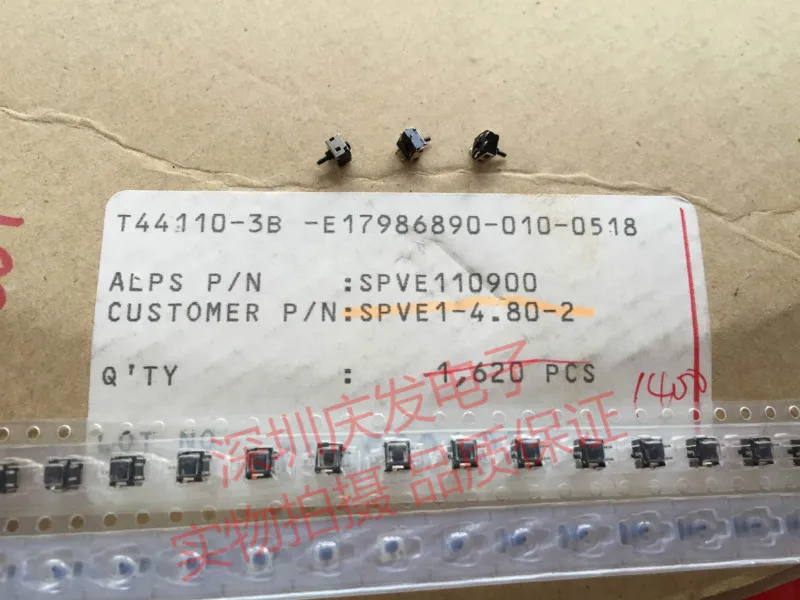 T44110-3B -E17986890-010-0518
ALPS P/N :SPVE110900
CUSTOMER P/N:SPVE1-4.80-2
Q'TY : 1,620 PCS
1400
LOT NO
深圳庆发电子
实物拍摄 品质保证